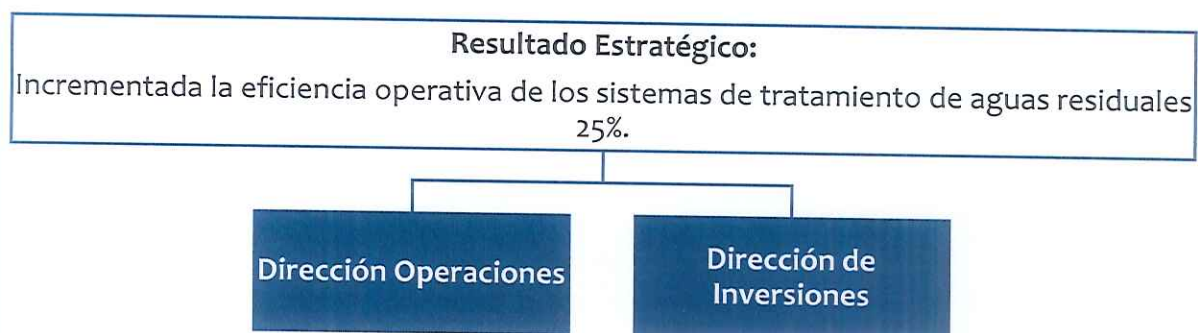 Resultado Estratégico:
Incrementada la eficiencia operativa de los sistemas de tratamiento de aguas residuales
25%.
Dirección Operaciones
Dirección de
Inversiones